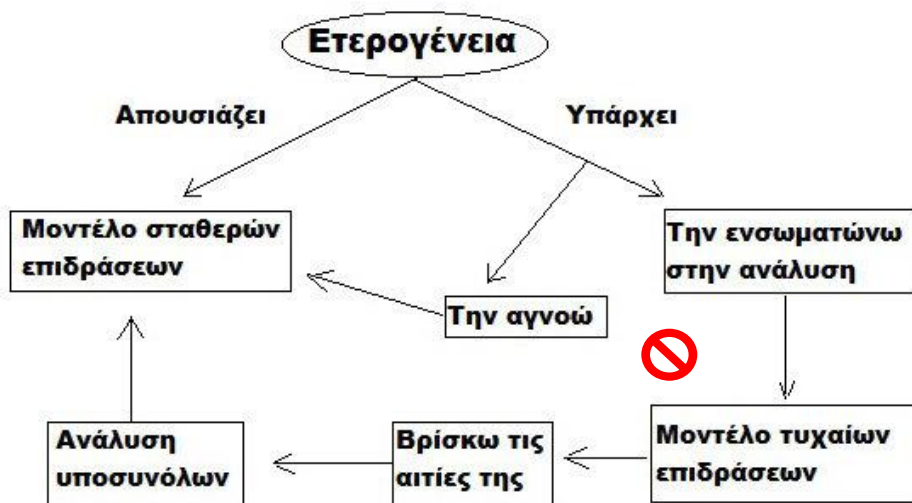 Ετερογένεια
Απουσιάζει
Υπάρχει
Μοντέλο σταθερών
επιδράσεων
Την ενσωματώνω
στην ανάλυση
Την αγνοώ
Ανάλυση
υποσυνόλων
Βρίσκω τις
αιτίες της
Μοντέλο τυχαίων
επιδράσεων